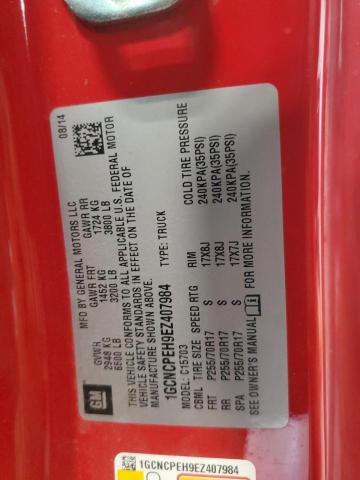 GM
MFD BY GENERAL MOTORS LLC
08/14
GVWR GAWR FRT GAWR RR
2948 KG 1452 KG 1724 KG
6500 LB 3200 LB 3800 LB
THIS VEHICLE CONFORMS TO ALL APPLICABLE U.S. FEDERAL MOTOR
VEHICLE SAFETY STANDARDS IN EFFECT ON THE DATE OF
MANUFACTURE SHOWN ABOVE.
1GCNCPEH9EZ407984 TYPE: TRUCK
MODEL: C15703
CBML TIRE SIZE SPEED RTG RIM COLD TIRE PRESSURE
FRT P255/70R17 S 17X8J 240KPA(35PSI)
RR P255/70R17 S 17X8J 240KPA(35PSI)
SPA P255/70R17 S 17X7J 240KPA(35PSI)
SEE OWNER'S MANUAL FOR MORE INFORMATION.
1GCNCPEH9EZ407984